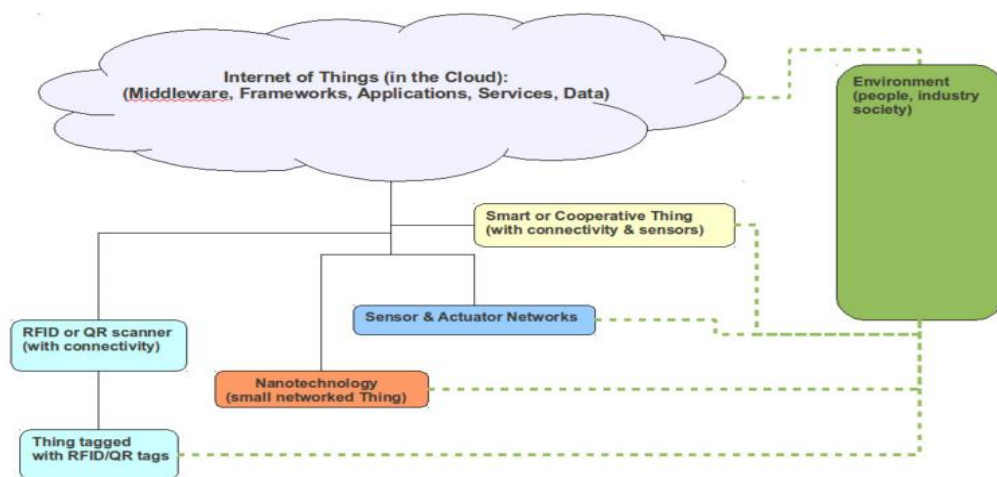 Internet of Things (in the Cloud):
(Middleware, Frameworks, Applications, Services, Data)
Environment
(people, industry
society)
Smart or Cooperative Thing
(with connectivity & sensors)
RFID or QR scanner
(with connectivity)
Sensor & Actuator Networks
Nanotechnology
(small networked Thing)
Thing tagged
with RFID/QR tags